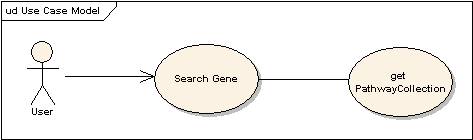 ud Use Case Model
User
Search Gene
get
PathwayCollection